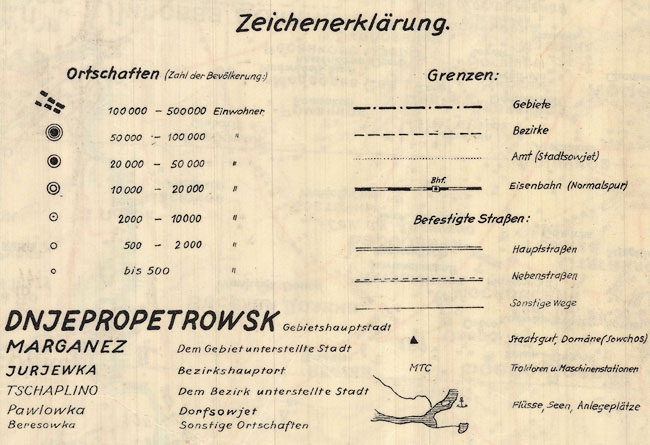 Zeichenerklärung.
Ortschaften (Zahl der Bevölkerung:)
100 000 – 500000 Einwohner
50 000 – 100 000 "
20 000 – 50 000 "
10 000 – 20 000 "
2000 – 10000 "
500 – 2 000 "
bis 500 "
DNJEPROPETROWSK Gebietshauptstadt
MARGANEZ Dem Gebiet unterstellte Stadt
JURJEWKA Bezirkshauptort
TSCHAPLINO Dem Bezirk unterstellte Stadt
Pawlowka Dorfsowjet
Beresowka Sonstige Ortschaften
Grenzen:
Gebiete
Bezirke
Amt (Stadtsowjet)
Bhf.
Eisenbahn (Normalspur)
Befestigte Straßen:
Hauptstraßen
Nebenstraßen
Sonstige Wege
Staatsgut, Domäne (Sowchos)
MTC Traktoren u. Maschinenstationen
Flüsse, Seen, Anlegeplätze